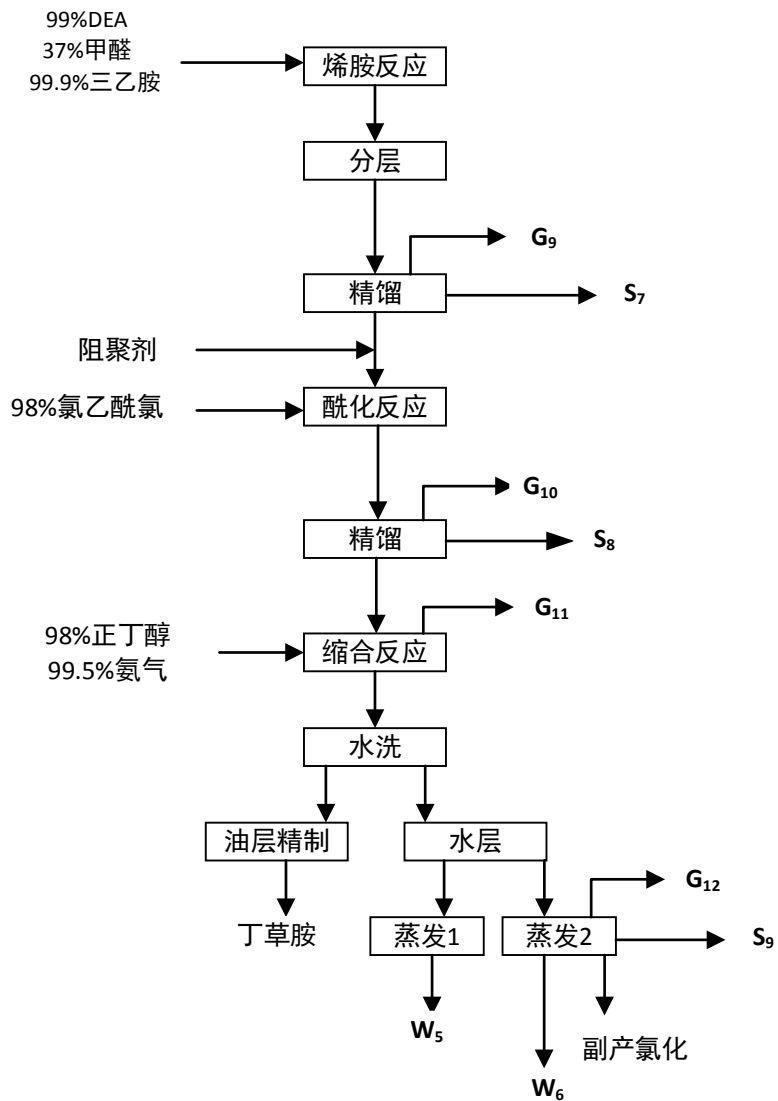 99%DEA
37%甲醛
99.9%三乙胺
烯胺反应
分层
G₉
精馏
S₇
阻聚剂
98%氯乙酰氯
酰化反应
G₁₀
精馏
S₈
G₁₁
98%正丁醇
99.5%氨气
缩合反应
水洗
油层精制
水层
G₁₂
丁草胺
蒸发1
蒸发2
S₉
W₅
副产氯化
W₆